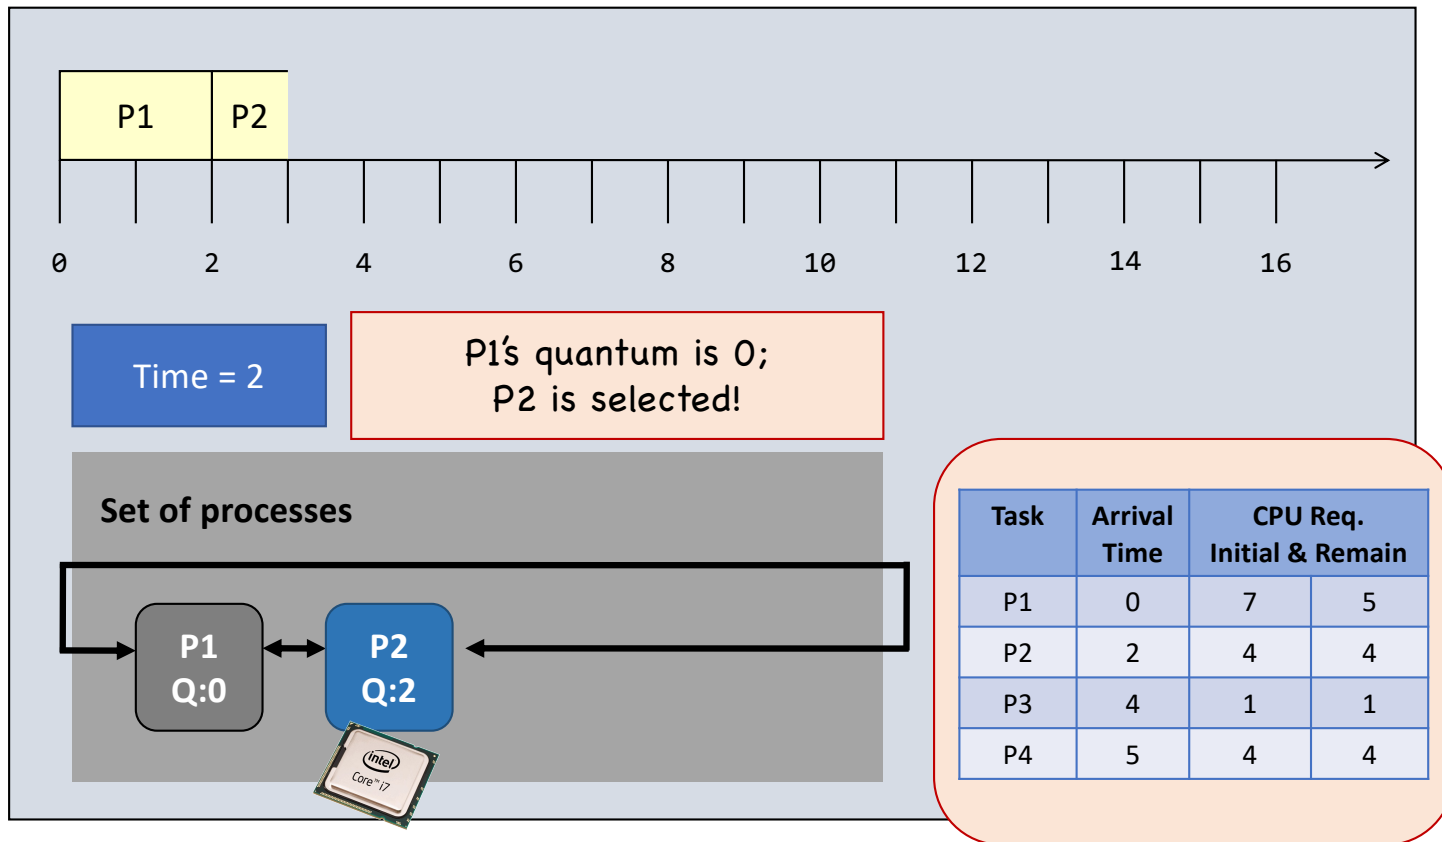 P1 P2
0 2 4 6 8 10 12 14 16
Time = 2
P1's quantum is 0;
P2 is selected!
Set of processes
P1
Q:0
P2
Q:2
intel
Core™ i7
Task Arrival Time CPU Req. Initial & Remain
P1 0 7 5
P2 2 4 4
P3 4 1 1
P4 5 4 4